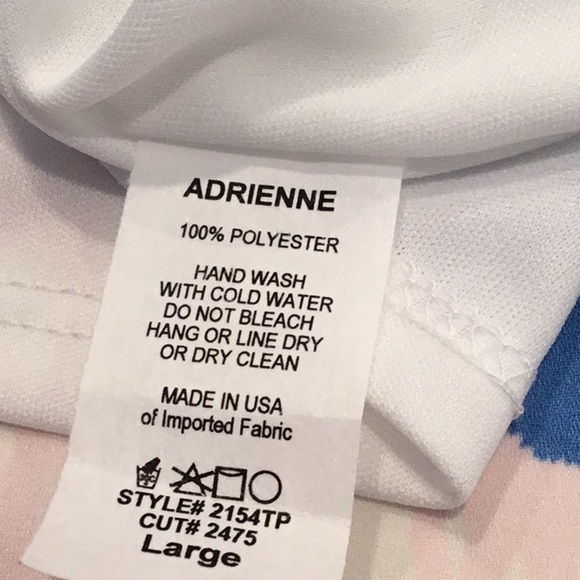 ADRIENNE
100% POLYESTER
HAND WASH
WITH COLD WATER
DO NOT BLEACH
HANG OR LINE DRY
OR DRY CLEAN
MADE IN USA
of Imported Fabric
STYLE# 2154TP
CUT# 2475
Large